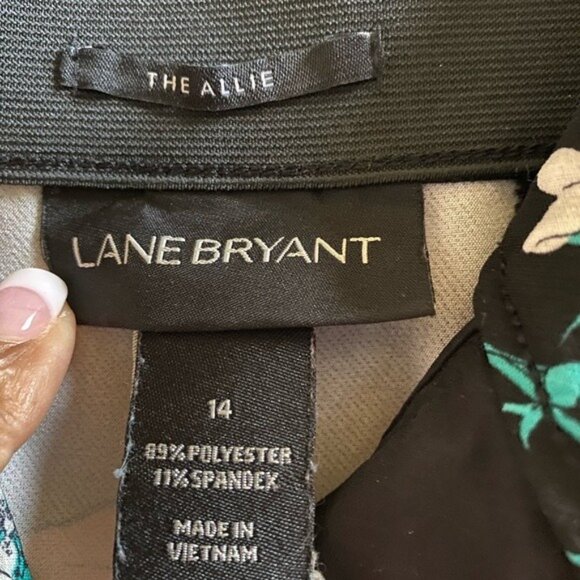 THE ALLIE
LANE BRYANT
14
89% POLYESTER
11% SPANDEX
MADE IN
VIETNAM